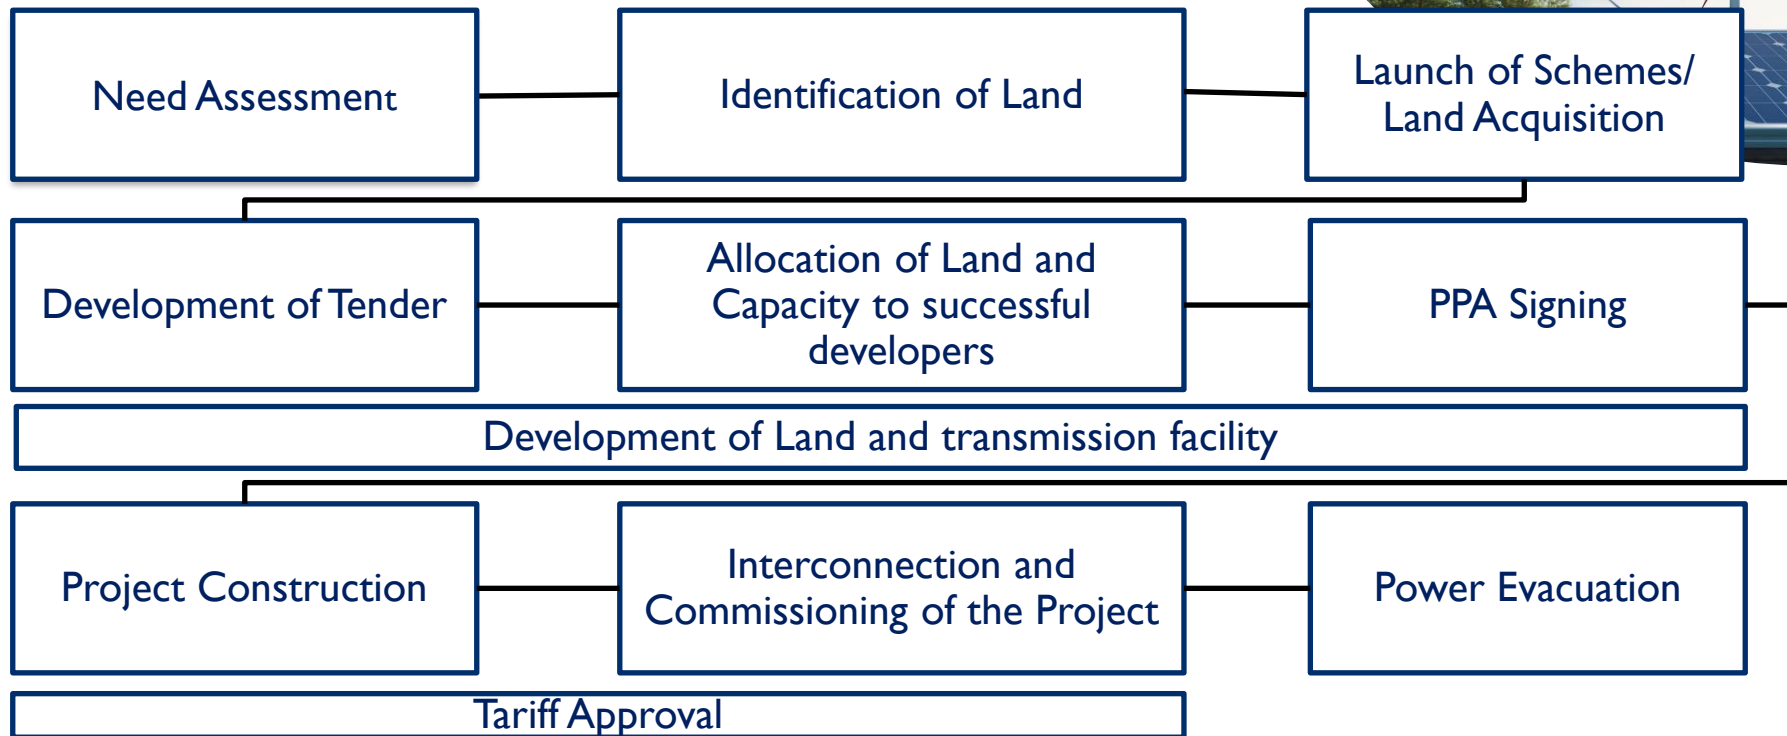 Need Assessment
Identification of Land
Launch of Schemes/
Land Acquisition
Development of Tender
Allocation of Land and
Capacity to successful
developers
PPA Signing
Development of Land and transmission facility
Project Construction
Interconnection and
Commissioning of the Project
Power Evacuation
Tariff Approval